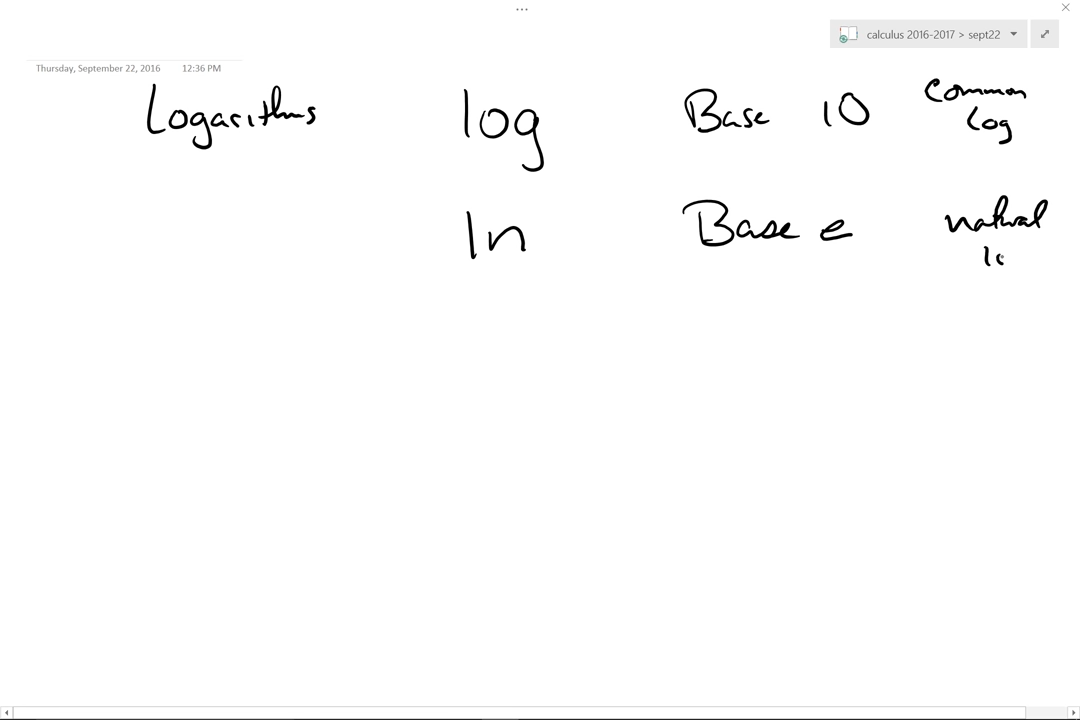 ...
calculus 2016-2017 > sept22
Thursday, September 22, 2016 12:36 PM
Logarithms log Base 10 Common Log
ln Base e natural